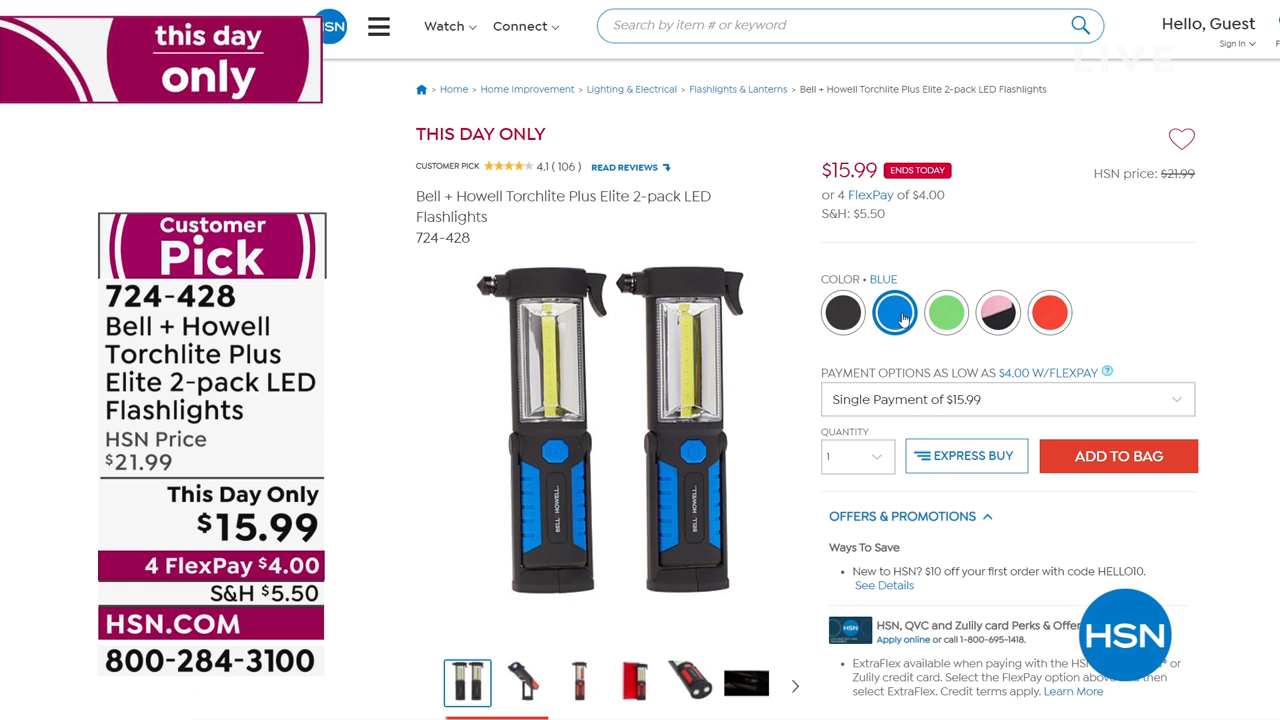 this day
only
HSN
Watch
Connect
Search by item # or keyword
Hello, Guest
Sign In
LIVE
> Home > Home Improvement > Lighting & Electrical > Flashlights & Lanterns > Bell + Howell Torchlite Plus Elite 2-pack LED Flashlights
THIS DAY ONLY
CUSTOMER PICK 4.1 ( 106 ) READ REVIEWS
Bell + Howell Torchlite Plus Elite 2-pack LED
Flashlights
724-428
$15.99 ENDS TODAY
HSN price: $21.99
or 4 FlexPay of $4.00
S&H: $5.50
COLOR • BLUE
PAYMENT OPTIONS AS LOW AS $4.00 W/FLEXPAY ?
Single Payment of $15.99
QUANTITY
1
EXPRESS BUY
ADD TO BAG
OFFERS & PROMOTIONS
Ways To Save
• New to HSN? $10 off your first order with code HELLO10.
See Details
HSN
HSN, QVC and Zulily card Perks & Offer
Apply online or call 1-800-695-1418.
• ExtraFlex available when paying with the HS
or
Zulily credit card. Select the FlexPay option above
then
select ExtraFlex. Credit terms apply. Learn More
HSN
BELL+HOWELL
BELL+HOWELL
Customer
Pick
724-428
Bell + Howell
Torchlite Plus
Elite 2-pack LED
Flashlights
HSN Price
$21.99
This Day Only
$15.99
4 FlexPay $4.00
S&H $5.50
HSN.COM
800-284-3100